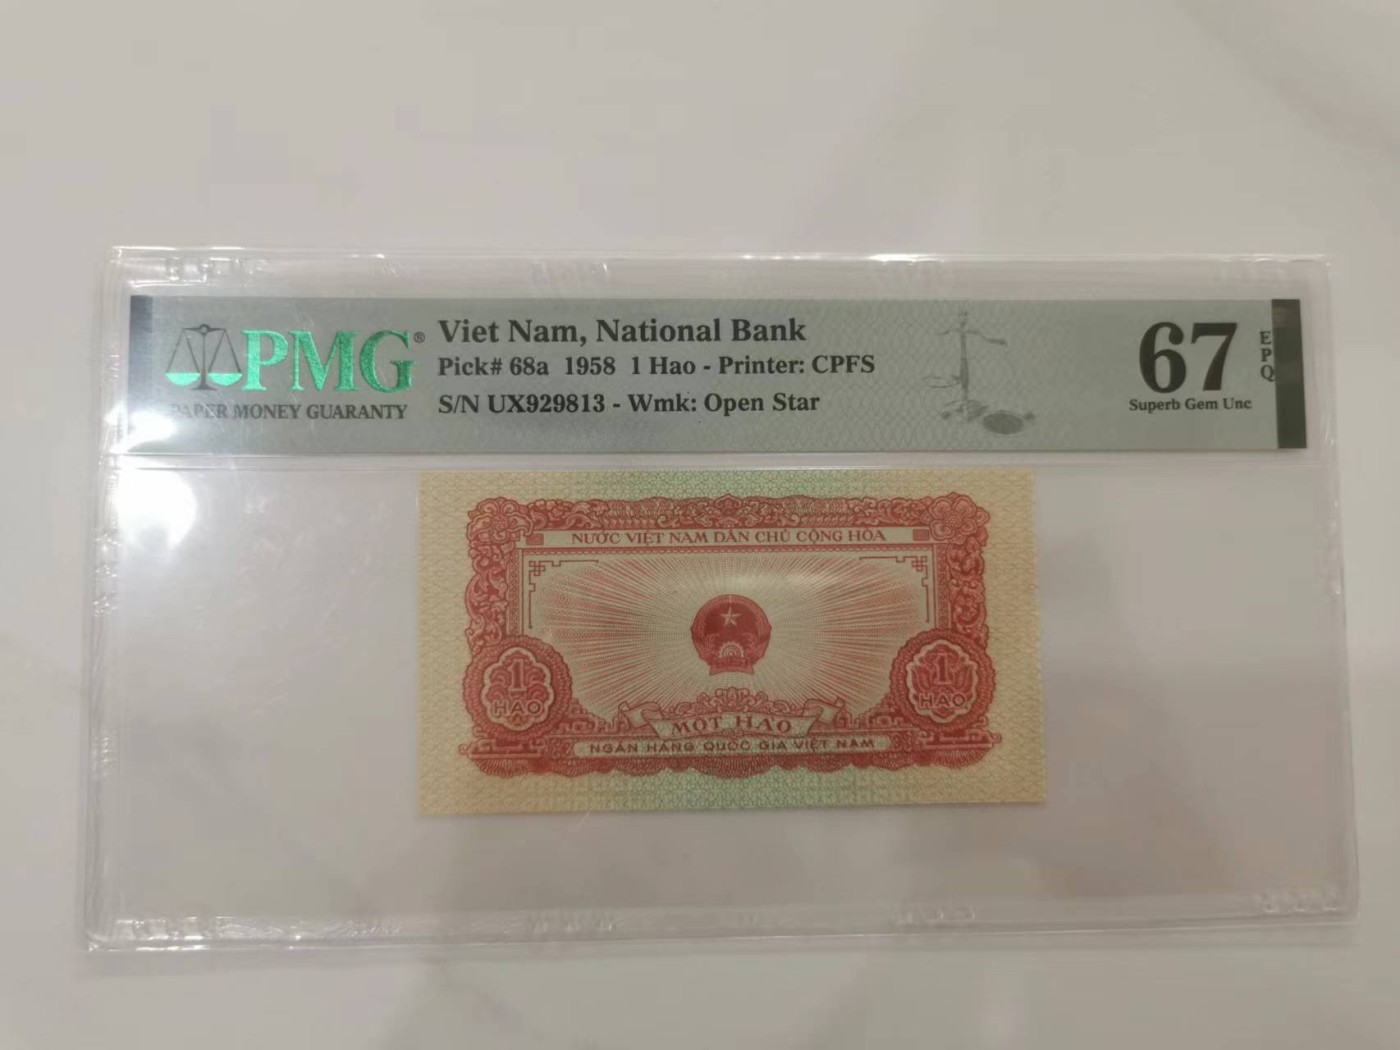 PMG®
PAPER MONEY GUARANTY
Viet Nam, National Bank
Pick# 68a 1958 1 Hao - Printer: CPFS
S/N UX929813 - Wmk: Open Star
67
EPQ
Superb Gem Unc
NƯỚC VIỆT NAM DÂN CHỦ CỘNG HÒA
1
HÀO
1
HÀO
MỘT HÀO
NGÂN HÀNG QUỐC GIA VIỆT NAM